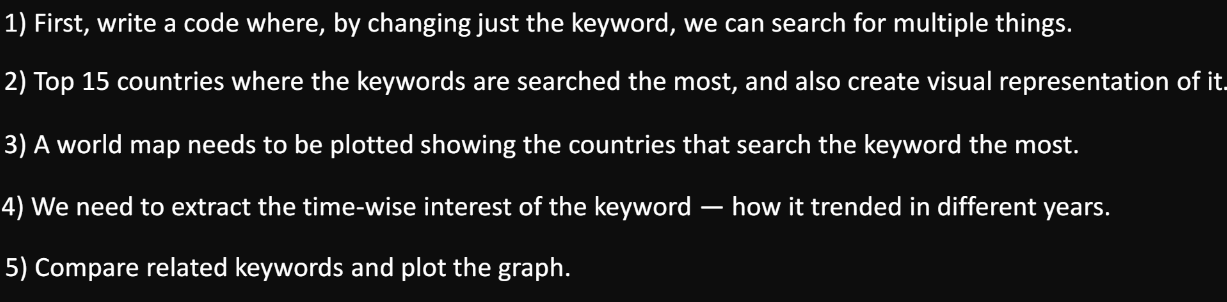 1) First, write a code where, by changing just the keyword, we can search for multiple things.
2) Top 15 countries where the keywords are searched the most, and also create visual representation of it.
3) A world map needs to be plotted showing the countries that search the keyword the most.
4) We need to extract the time-wise interest of the keyword — how it trended in different years.
5) Compare related keywords and plot the graph.